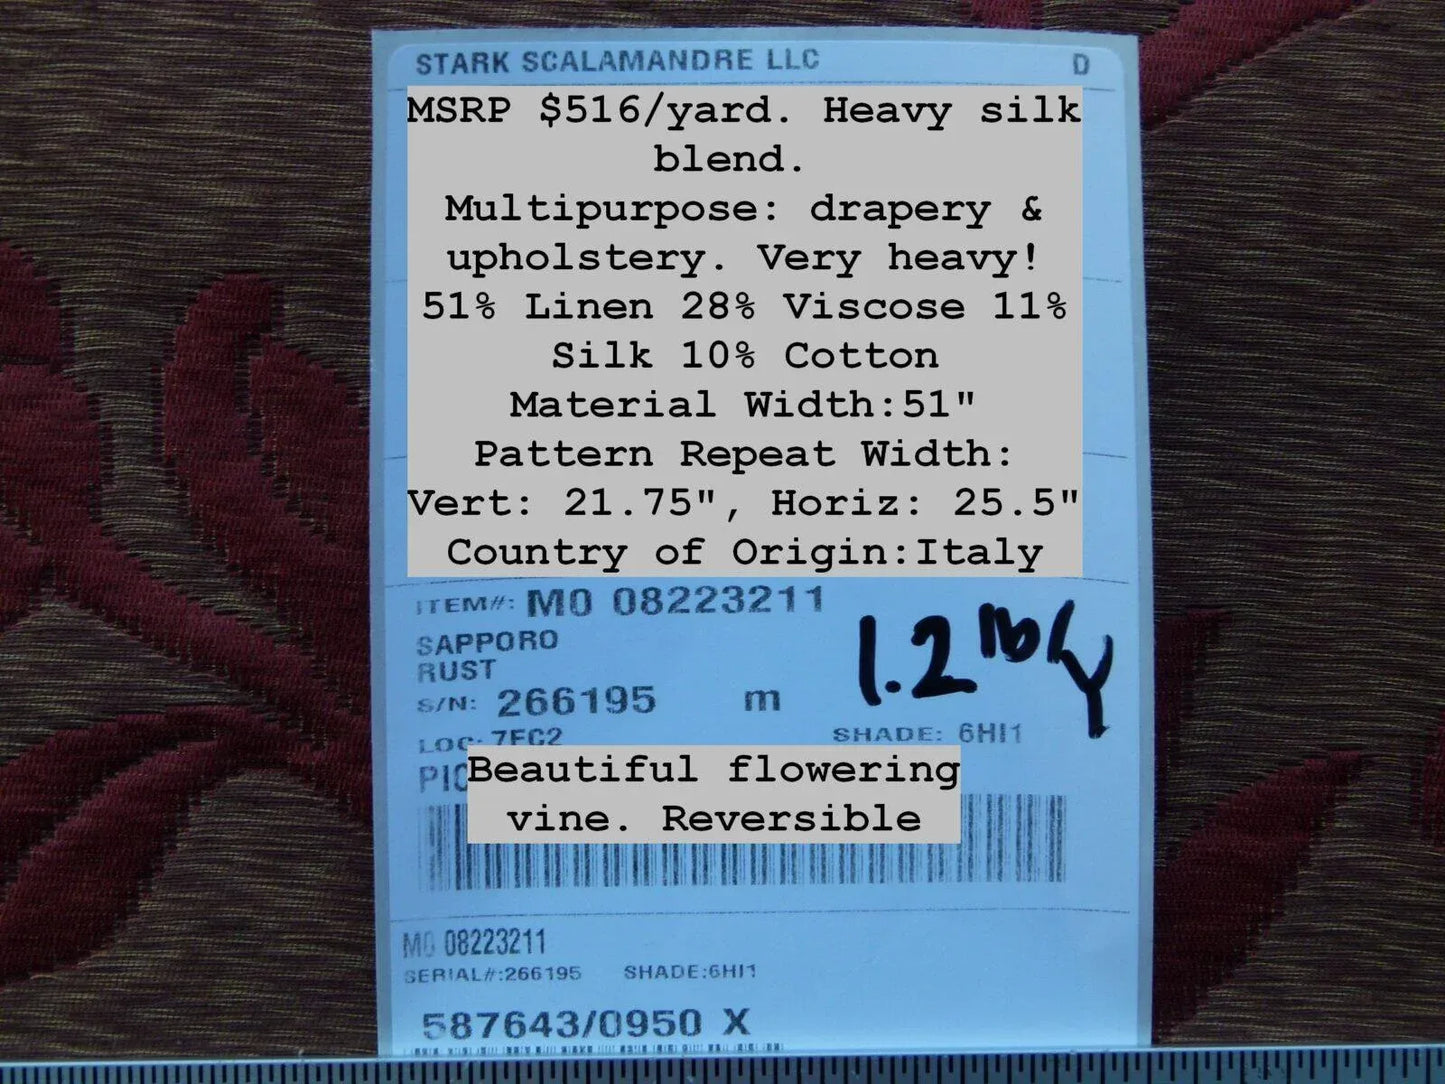 STARK SCALAMANDRE LLC D
MSRP $516/yard. Heavy silk
blend.
Multipurpose: drapery &
upholstery. Very heavy!
51% Linen 28% Viscose 11%
Silk 10% Cotton
Material Width:51"
Pattern Repeat Width:
Vert: 21.75", Horiz: 25.5"
Country of Origin:Italy
ITEM#: M0 08223211
SAPPORO
RUST
1.2 lb/Y
S/N: 266195 m
LOC: 7FC2 SHADE: 6HI1
Beautiful flowering
vine. Reversible
M0 08223211
SERIAL#:266195 SHADE:6HI1
587643/0950 X